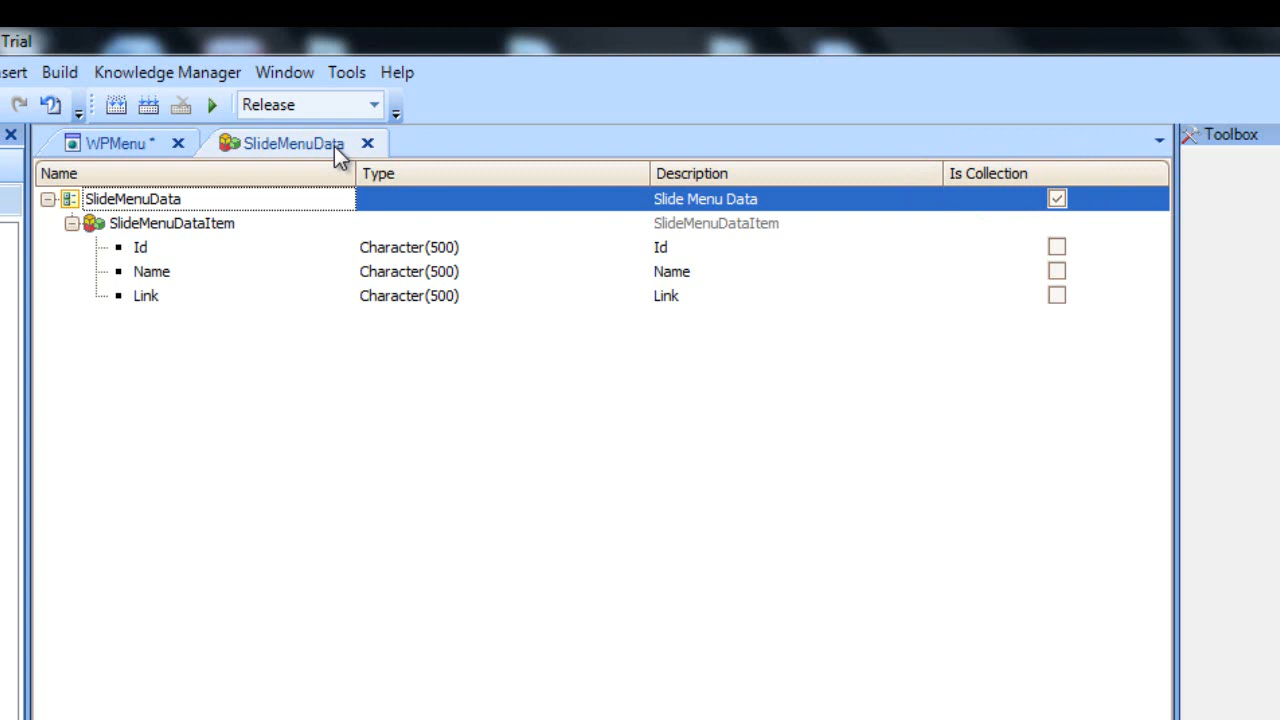 Trial
sert Build Knowledge Manager Window Tools Help
Release
WPMenu * SlideMenuData Toolbox
Name Type Description Is Collection
SlideMenuData Slide Menu Data
SlideMenuDataItem SlideMenuDataItem
Id Character(500) Id
Name Character(500) Name
Link Character(500) Link